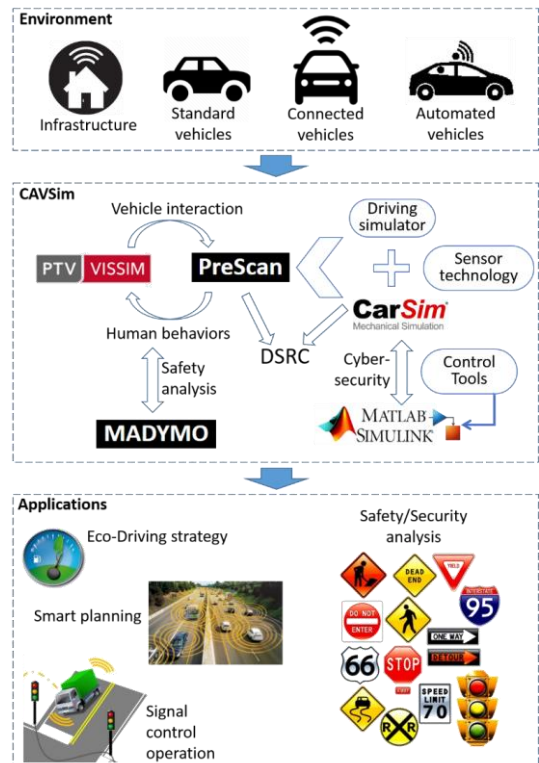 Environment
Infrastructure
Standard
vehicles
Connected
vehicles
Automated
vehicles
CAVSim
Vehicle interaction
Driving
simulator
PTV VISSIM
PreScan
Sensor
technology
CarSim
Mechanical Simulation
Human behaviors
DSRC
Safety
analysis
Cyber-
security
Control
Tools
MADYMO
MATLAB
SIMULINK
Applications
Eco-Driving strategy
Safety/Security
analysis
Smart planning
DEAD
END
YIELD
INTERSTATE
95
DO NOT
ENTER
ONE WAY
DETOUR
66
STOP
SPEED
LIMIT
70
R R
Signal
control
operation